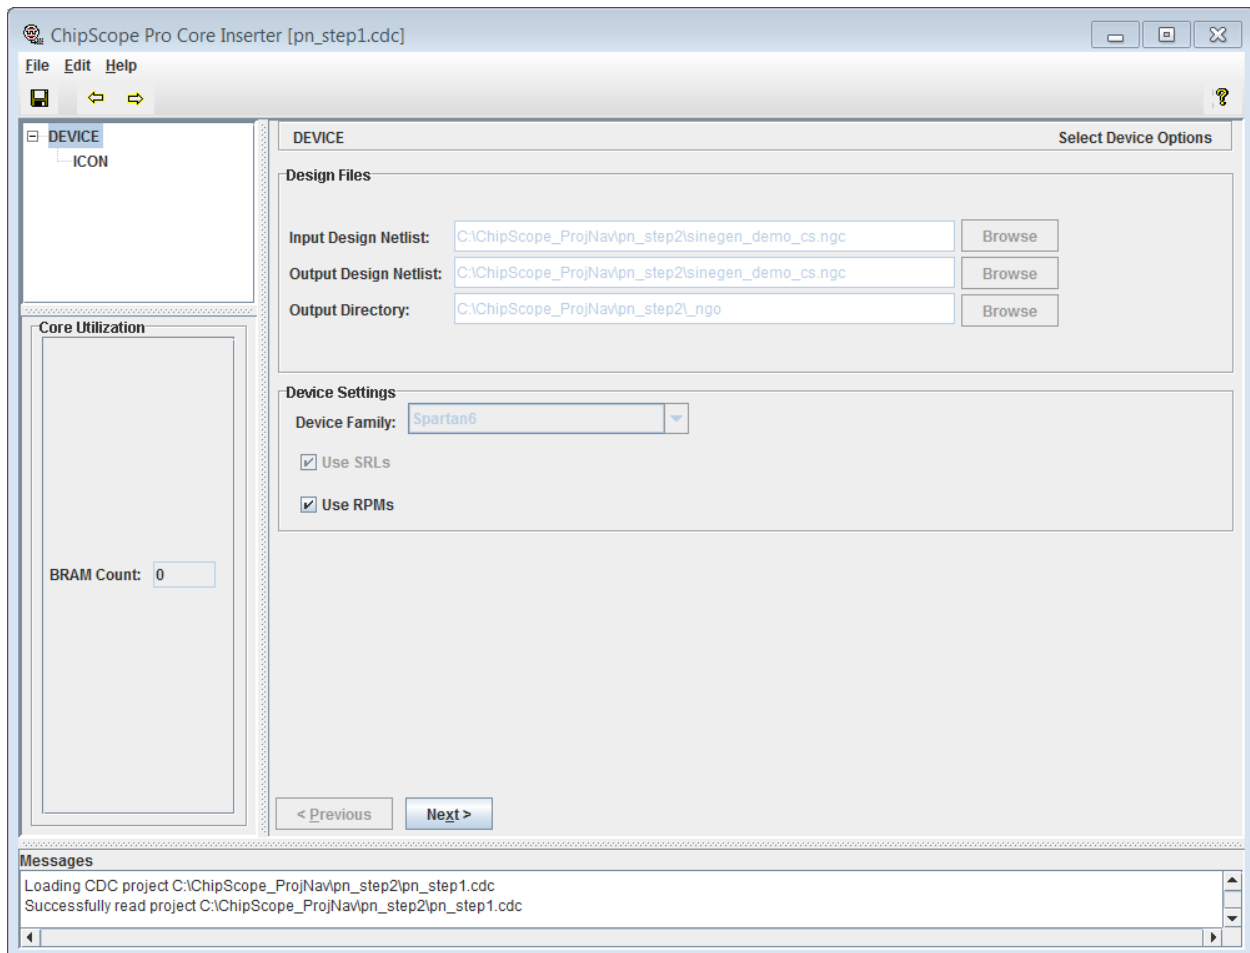 ChipScope Pro Core Inserter [pn_step1.cdc]
File Edit Help
DEVICE
ICON
Core Utilization
BRAM Count: 0
DEVICE Select Device Options
Design Files
Input Design Netlist: C:\ChipScope_ProjNav\pn_step2\sinegen_demo_cs.ngc Browse
Output Design Netlist: C:\ChipScope_ProjNav\pn_step2\sinegen_demo_cs.ngc Browse
Output Directory: C:\ChipScope_ProjNav\pn_step2\_ngo Browse
Device Settings
Device Family: Spartan6
Use SRLs
Use RPMs
< Previous Next >
Messages
Loading CDC project C:\ChipScope_ProjNav\pn_step2\pn_step1.cdc
Successfully read project C:\ChipScope_ProjNav\pn_step2\pn_step1.cdc